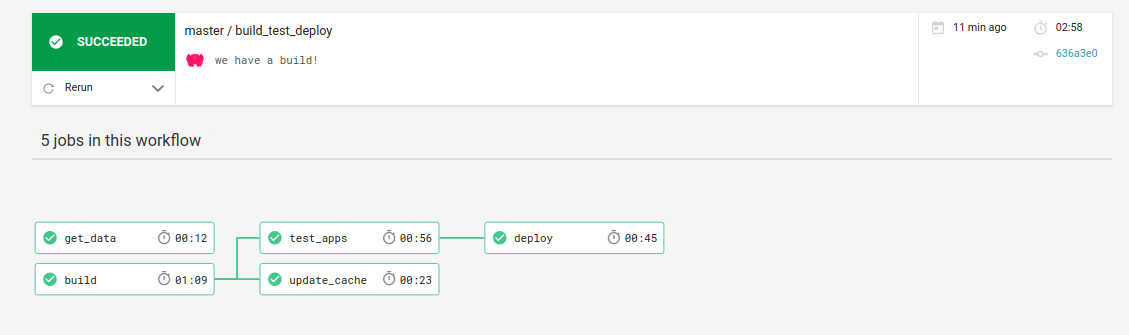 SUCCEEDED
master / build_test_deploy
11 min ago
02:58
we have a build!
636a3e0
Rerun
5 jobs in this workflow
get_data 00:12
test_apps 00:56
deploy 00:45
build 01:09
update_cache 00:23